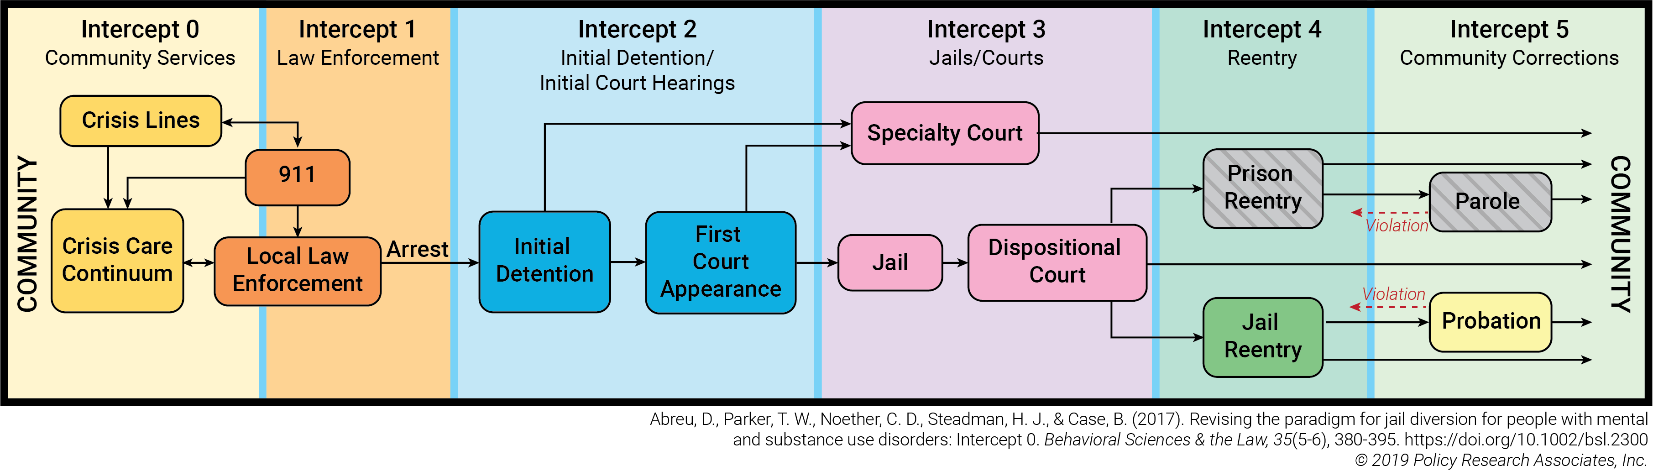 Intercept 0
Community Services
Intercept 1
Law Enforcement
Intercept 2
Initial Detention/
Initial Court Hearings
Intercept 3
Jails/Courts
Intercept 4
Reentry
Intercept 5
Community Corrections
COMMUNITY
Crisis Lines
911
Crisis Care
Continuum
Local Law
Enforcement
Arrest
Initial
Detention
First
Court
Appearance
Specialty Court
Jail
Dispositional
Court
Prison
Reentry
Parole
Violation
Violation
Jail
Reentry
Probation
COMMUNITY
Abreu, D., Parker, T. W., Noether, C. D., Steadman, H. J., & Case, B. (2017). Revising the paradigm for jail diversion for people with mental
and substance use disorders: Intercept 0. Behavioral Sciences & the Law, 35(5-6), 380-395. https://doi.org/10.1002/bsl.2300
© 2019 Policy Research Associates, Inc.